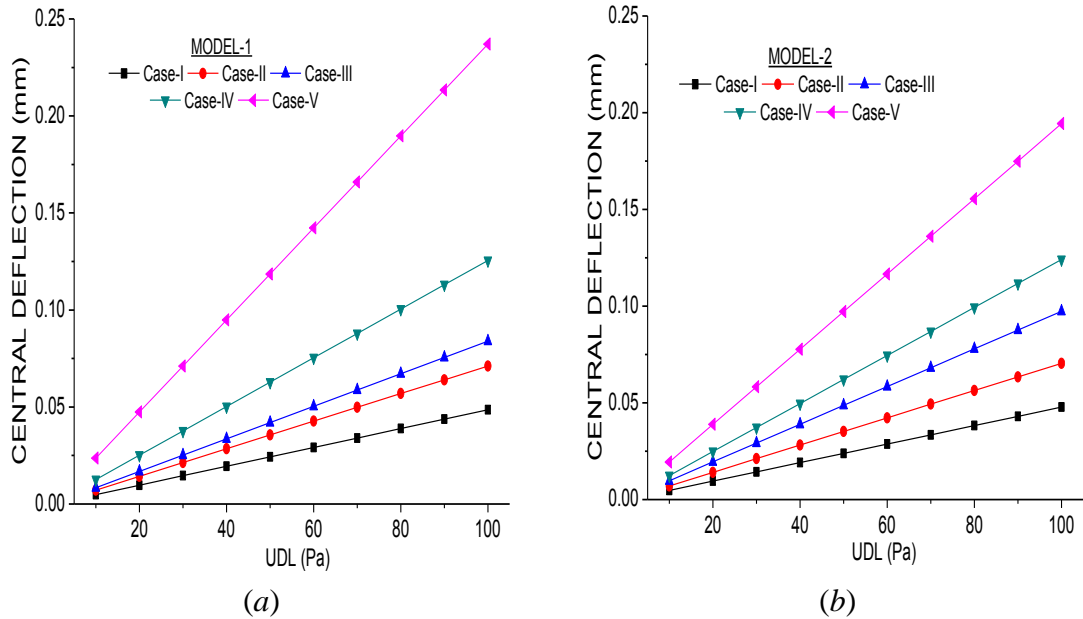 CENTRAL DEFLECTION (mm)
0.25
0.20
0.15
0.10
0.05
0.00
MODEL-1
Case-I Case-II Case-III
Case-IV Case-V
20 40 60 80 100
UDL (Pa)
(a)
CENTRAL DEFLECTION (mm)
0.25
0.20
0.15
0.10
0.05
0.00
MODEL-2
Case-I Case-II Case-III
Case-IV Case-V
20 40 60 80 100
UDL (Pa)
(b)